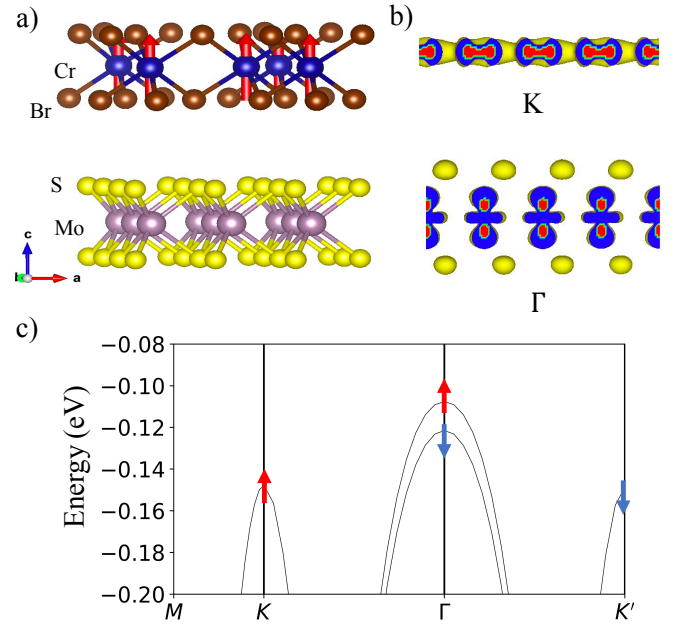 a)
Cr
Br
S
Mo
c
b
a
b)
K
Γ
c)
Energy (eV)
−0.08
−0.10
−0.12
−0.14
−0.16
−0.18
−0.20
M K Γ K′